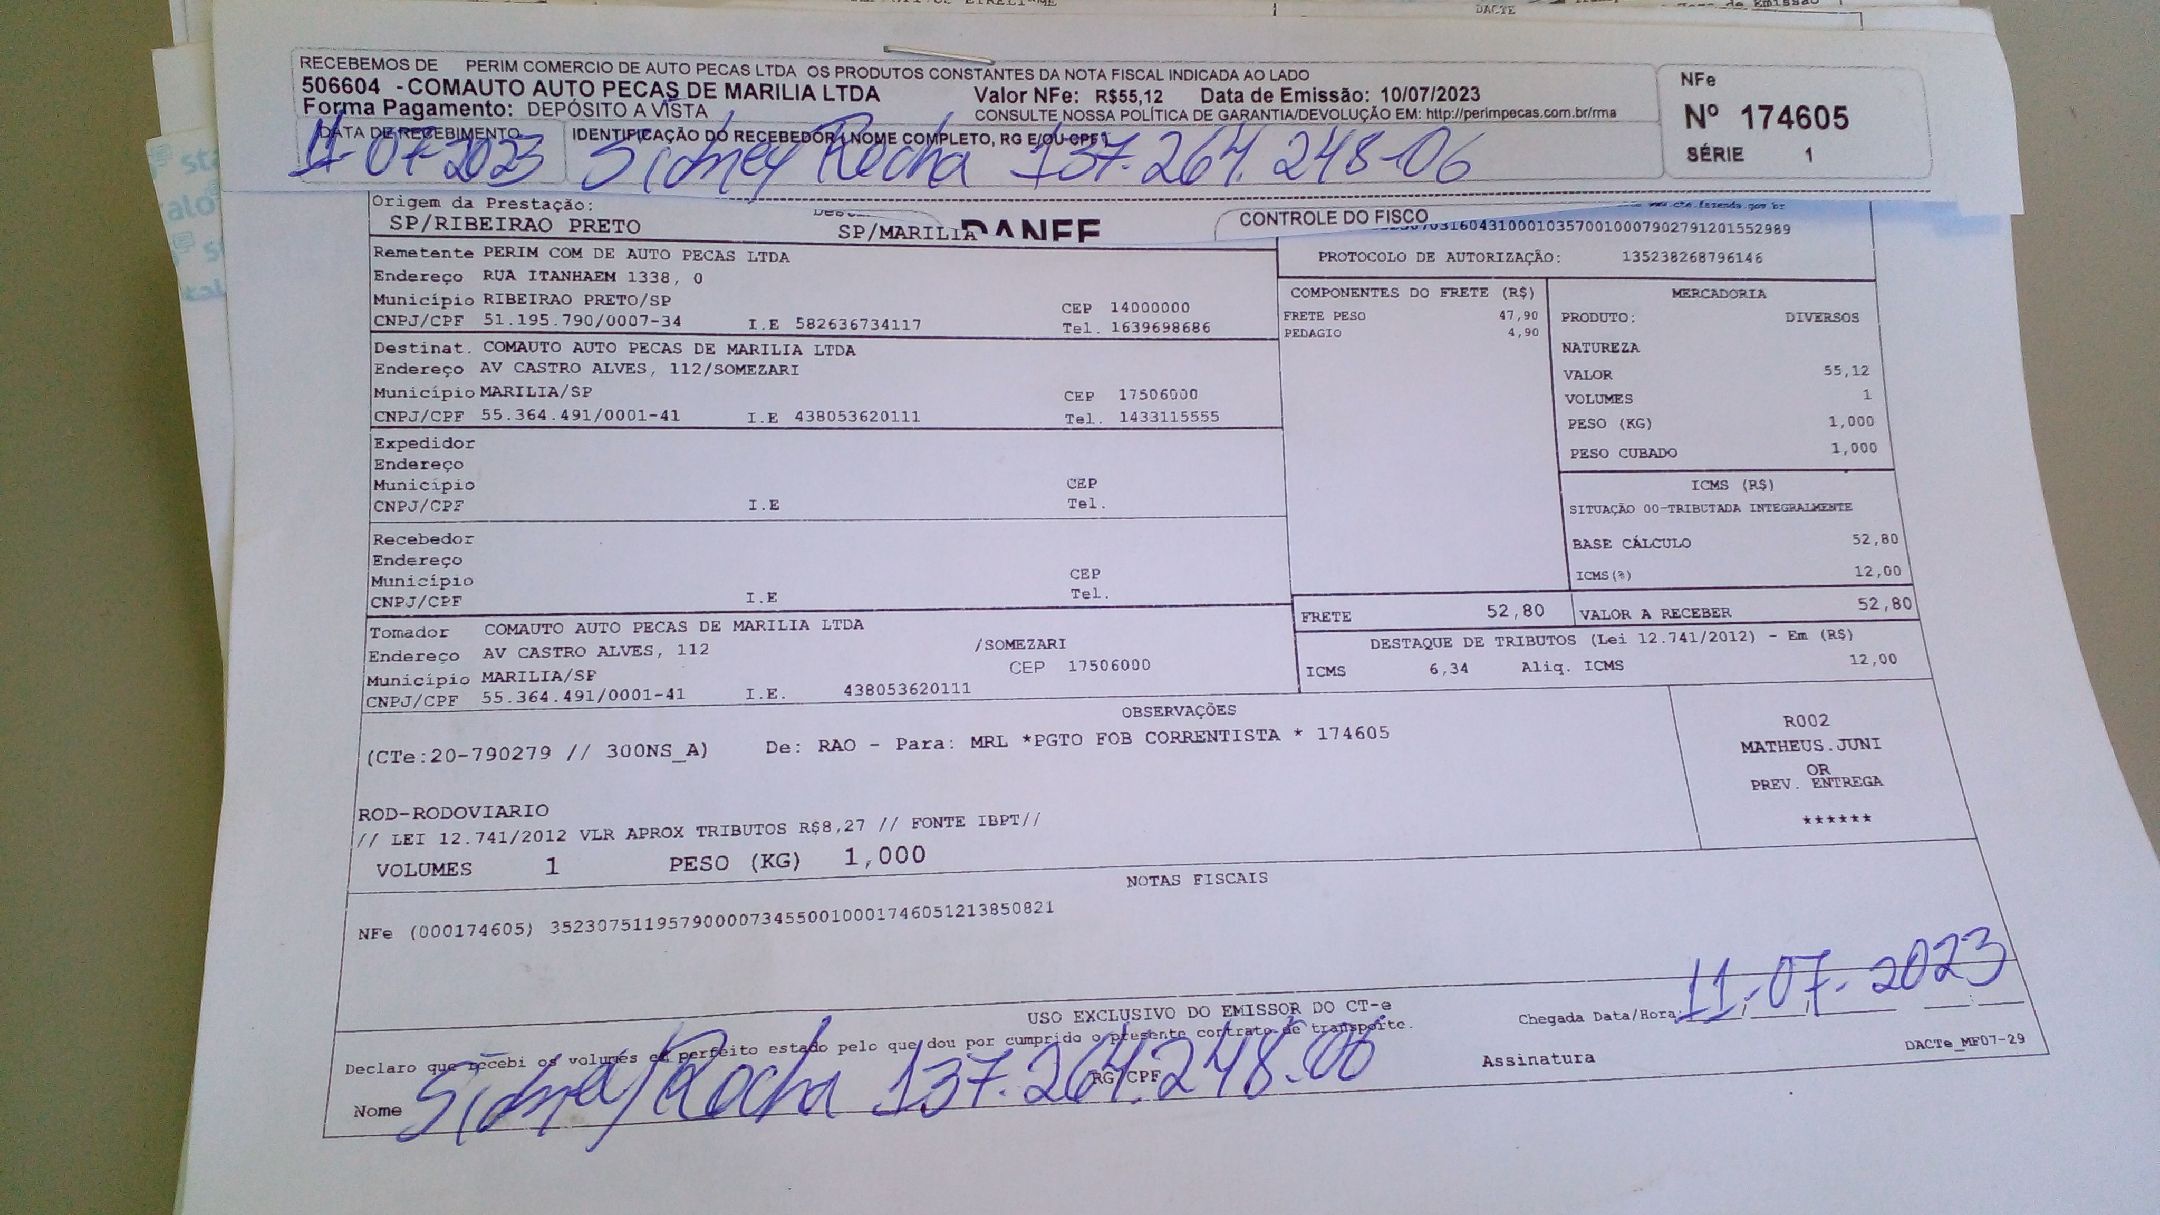 DACTE
RECEBEMOS DE PERIM COMERCIO DE AUTO PECAS LTDA OS PRODUTOS CONSTANTES DA NOTA FISCAL INDICADA AO LADO
506604 - COMAUTO AUTO PECAS DE MARILIA LTDA Valor NFe: R$55,12 Data de Emissão: 10/07/2023
Forma Pagamento: DEPÓSITO A VISTA CONSULTE NOSSA POLÍTICA DE GARANTIA/DEVOLUÇÃO EM: http://perimpecas.com.br/rma
DATA DE RECEBIMENTO IDENTIFICAÇÃO DO RECEBEDOR ( NOME COMPLETO, RG E/OU CPF )
11-07-2023 Sidney Rocha 137.264.248-06
NFe
Nº 174605
SÉRIE 1
Origem da Prestação:
SP/RIBEIRAO PRETO SP/MARILIA
DANFE
CONTROLE DO FISCO
PROTOCOLO DE AUTORIZAÇÃO: 135238268796146
Remetente PERIM COM DE AUTO PECAS LTDA
Endereço RUA ITANHAEM 1338, 0
Município RIBEIRAO PRETO/SP CEP 14000000
CNPJ/CPF 51.195.790/0007-34 I.E 582636734117 Tel. 1639698686
Destinat. COMAUTO AUTO PECAS DE MARILIA LTDA
Endereço AV CASTRO ALVES, 112/SOMEZARI
Município MARILIA/SP CEP 17506000
CNPJ/CPF 55.364.491/0001-41 I.E 438053620111 Tel. 1433115555
Expedidor
Endereço
Município CEP
CNPJ/CPF I.E Tel.
Recebedor
Endereço
Município CEP
CNPJ/CPF I.E Tel.
Tomador COMAUTO AUTO PECAS DE MARILIA LTDA
Endereço AV CASTRO ALVES, 112 /SOMEZARI
Município MARILIA/SP CEP 17506000
CNPJ/CPF 55.364.491/0001-41 I.E. 438053620111
COMPONENTES DO FRETE (R$)
FRETE PESO 47,90
PEDAGIO 4,90
MERCADORIA
PRODUTO: DIVERSOS
NATUREZA
VALOR 55,12
VOLUMES 1
PESO (KG) 1,000
PESO CUBADO 1,000
ICMS (R$)
SITUAÇÃO 00-TRIBUTADA INTEGRALMENTE
BASE CÁLCULO 52,80
ICMS(%) 12,00
FRETE 52,80 VALOR A RECEBER 52,80
DESTAQUE DE TRIBUTOS (Lei 12.741/2012) - Em (R$)
ICMS 6,34 Aliq. ICMS 12,00
OBSERVAÇÕES
(CTe:20-790279 // 300NS_A) De: RAO - Para: MRL *PGTO FOB CORRENTISTA * 174605
ROD-RODOVIARIO
// LEI 12.741/2012 VLR APROX TRIBUTOS R$8,27 // FONTE IBPT//
VOLUMES 1 PESO (KG) 1,000
R002
MATHEUS.JUNI
OR
PREV. ENTREGA
******
NOTAS FISCAIS
NFe (000174605) 35230751195790000734550010001746051213850821
USO EXCLUSIVO DO EMISSOR DO CT-e
Declaro que recebi os volumes em perfeito estado pelo que dou por cumprido o presente contrato de transporte.
Chegada Data/Hora: 11-07-2023
Nome Sidney Rocha RG/CPF 137.264.248-06
Assinatura
DACTe_MF07-29